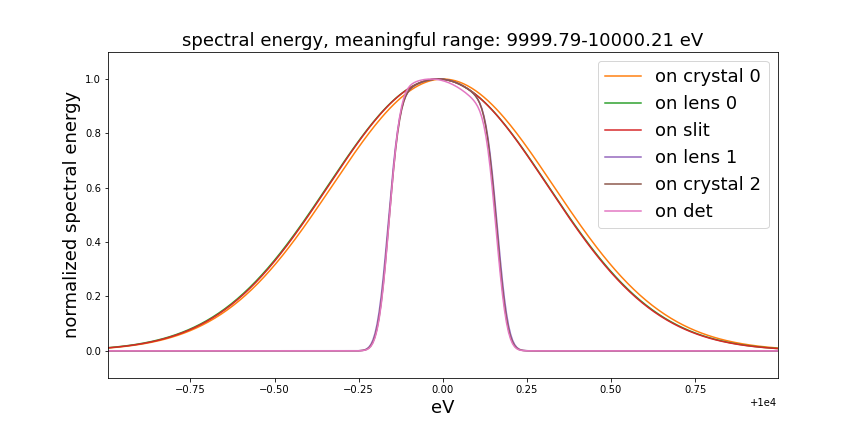 spectral energy, meaningful range: 9999.79-10000.21 eV
normalized spectral energy
1.0
0.8
0.6
0.4
0.2
0.0
on crystal 0
on lens 0
on slit
on lens 1
on crystal 2
on det
−0.75
−0.50
−0.25
0.00
0.25
0.50
0.75
+1e4
eV